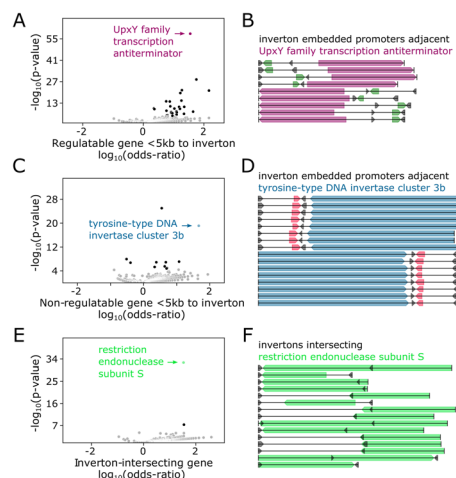 A
UpxY family
transcription
antiterminator
55
41
27
13
-log10(p-value)
0
2
Regulatable gene <5kb to inverton
log10(odds-ratio)
B
inverton embedded promoters adjacent
UpxY family transcription antiterminator
C
28
20
12
4
-log10(p-value)
tyrosine-type DNA
invertase cluster 3b
0
2
Non-regulatable gene <5kb to inverton
log10(odds-ratio)
D
inverton embedded promoters adjacent
tyrosine-type DNA invertase cluster 3b
E
restriction
endonuclease
subunit S
34
25
16
7
-log10(p-value)
0
2
Inverton-intersecting gene
log10(odds-ratio)
F
invertons intersecting
restriction endonuclease subunit S